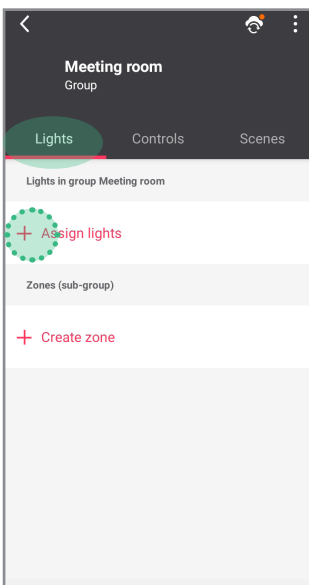 Meeting room
Group
Lights Controls Scenes
Lights in group Meeting room
+ Assign lights
Zones (sub-group)
+ Create zone